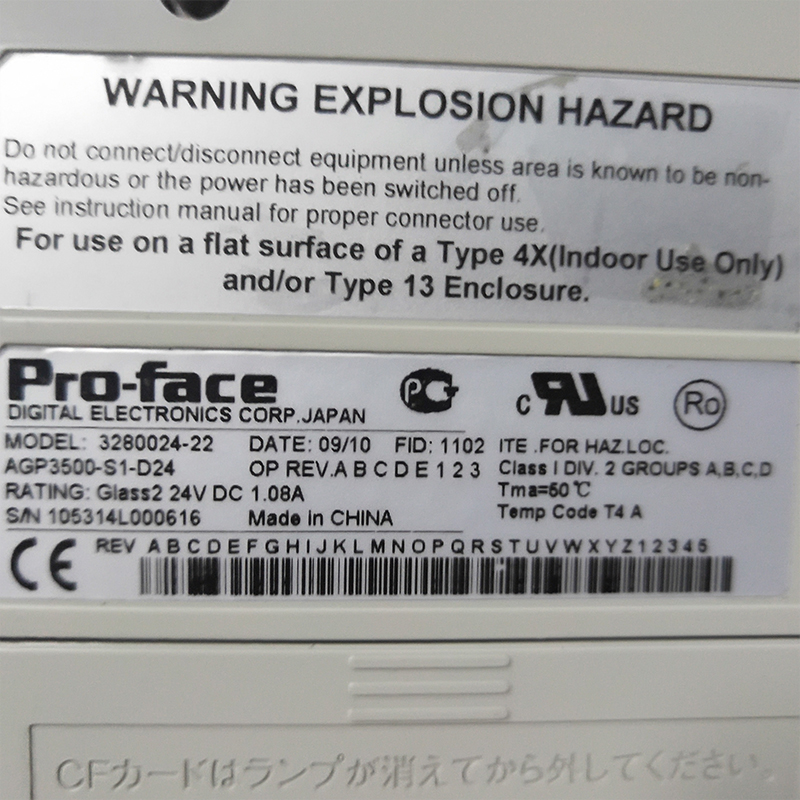 WARNING EXPLOSION HAZARD
Do not connect/disconnect equipment unless area is known to be non-
hazardous or the power has been switched off.
See instruction manual for proper connector use.
For use on a flat surface of a Type 4X(Indoor Use Only)
and/or Type 13 Enclosure.
Pro-face
DIGITAL ELECTRONICS CORP.JAPAN
PG
C RU US
Ro
MODEL: 3280024-22 DATE: 09/10 FID: 1102
AGP3500-S1-D24 OP REV.A B C D E 1 2 3
RATING: Glass2 24V DC 1.08A
S/N 105314L000616 Made in CHINA
ITE .FOR HAZ.LOC.
Class I DIV. 2 GROUPS A,B,C,D
Tma=60℃
Temp Code T4 A
CE
REV A B C D E F G H I J K L M N O P Q R S T U V W X Y Z 1 2 3 4 5
CFカードはランプが消えてから外してください。